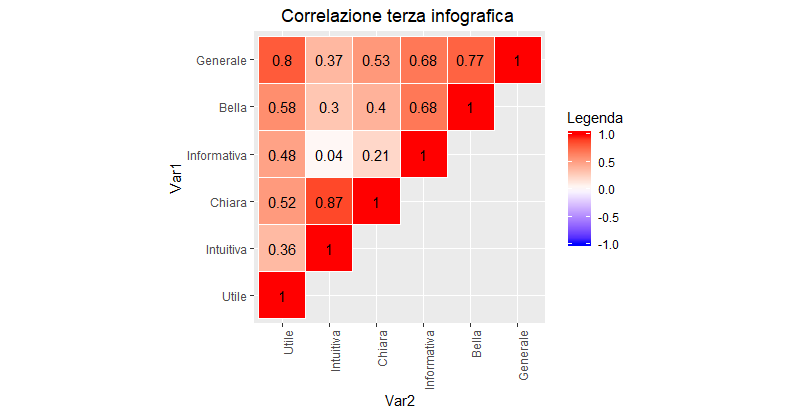 Correlazione terza infografica
Generale 0.8 0.37 0.53 0.68 0.77 1
Bella 0.58 0.3 0.4 0.68 1
Informativa 0.48 0.04 0.21 1
Chiara 0.52 0.87 1
Intuitiva 0.36 1
Utile 1
Var1
Utile Intuitiva Chiara Informativa Bella Generale
Var2
Legenda
1.0
0.5
0.0
-0.5
-1.0